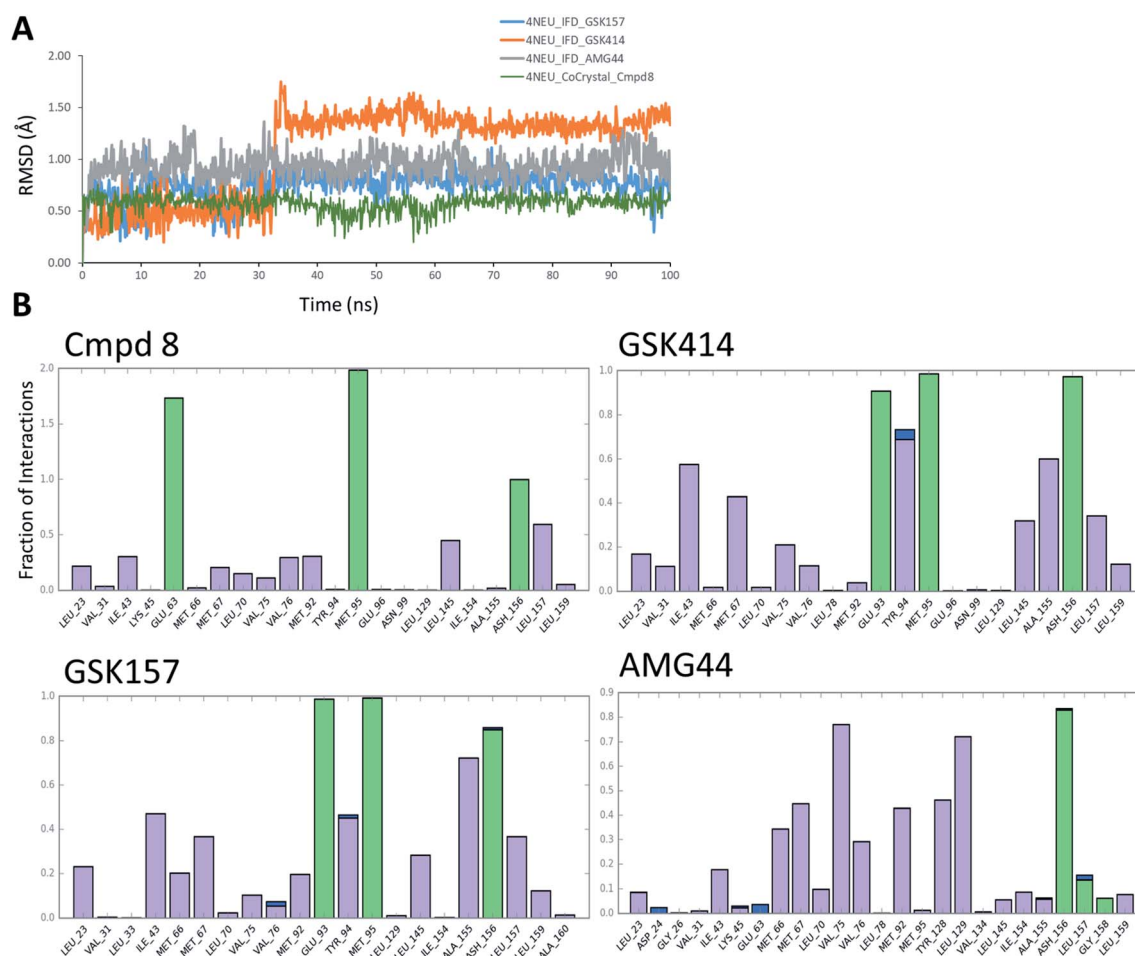 A
4NEU_IFD_GSK157
4NEU_IFD_GSK414
4NEU_IFD_AMG44
4NEU_CoCrystal_Cmpd8
RMSD (Å)
2.00
1.50
1.00
0.50
0.00
0 10 20 30 40 50 60 70 80 90 100
Time (ns)
B
Cmpd 8
Fraction of Interactions
2.0
1.5
1.0
0.5
0.0
LEU_23 VAL_31 ILE_43 LYS_45 GLU_63 MET_66 MET_67 LEU_70 VAL_75 VAL_76 MET_92 TYR_94 MET_95 GLU_96 ASN_99 LEU_129 LEU_145 ILE_154 ALA_155 ASH_156 LEU_157 LEU_159
GSK414
1.0
0.8
0.6
0.4
0.2
0.0
LEU_23 VAL_31 ILE_43 MET_66 MET_67 LEU_70 VAL_75 VAL_76 LEU_78 MET_92 GLU_93 TYR_94 MET_95 GLU_96 ASN_99 LEU_129 LEU_145 ALA_155 ASH_156 LEU_157 LEU_159
GSK157
1.0
0.8
0.6
0.4
0.2
0.0
LEU_23 VAL_31 LEU_33 ILE_43 MET_66 MET_67 LEU_70 VAL_75 VAL_76 MET_92 GLU_93 TYR_94 MET_95 LEU_129 LEU_145 ILE_154 ALA_155 ASH_156 LEU_157 LEU_159 ALA_160
AMG44
0.9
0.8
0.7
0.6
0.5
0.4
0.3
0.2
0.1
0.0
LEU_23 ASP_24 GLY_26 VAL_31 ILE_43 LYS_45 GLU_63 MET_66 MET_67 LEU_70 VAL_75 VAL_76 LEU_78 MET_92 MET_95 TYR_128 LEU_129 VAL_134 LEU_145 ILE_154 ALA_155 ASH_156 LEU_157 GLY_158 LEU_159